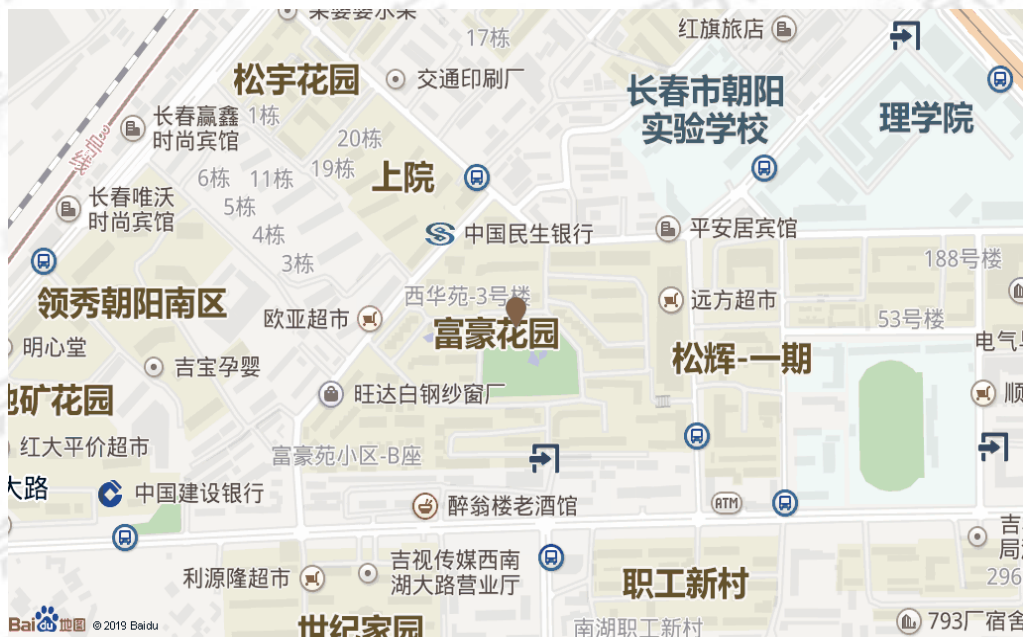 17栋
红旗旅店
松宇花园
交通印刷厂
长春市朝阳
实验学校
理学院
长春赢鑫
时尚宾馆
1栋
20栋
19栋
上院
6栋
11栋
5栋
长春唯沃
时尚宾馆
4栋
中国民生银行
平安居宾馆
3栋
188号楼
领秀朝阳南区
西华苑-3号楼
远方超市
欧亚超市
富豪花园
53号楼
明心堂
电气
吉宝孕婴
松辉-一期
旺达白钢纱窗厂
顺
矿花园
红大平价超市
富豪苑小区-B座
大路
中国建设银行
醉翁楼老酒馆
ATM
吉
局
吉视传媒西南
湖大路营业厅
利源隆超市
职工新村
296
世纪家园
南湖职工新村
793厂宿舍
Bai du 地图 © 2019 Baidu